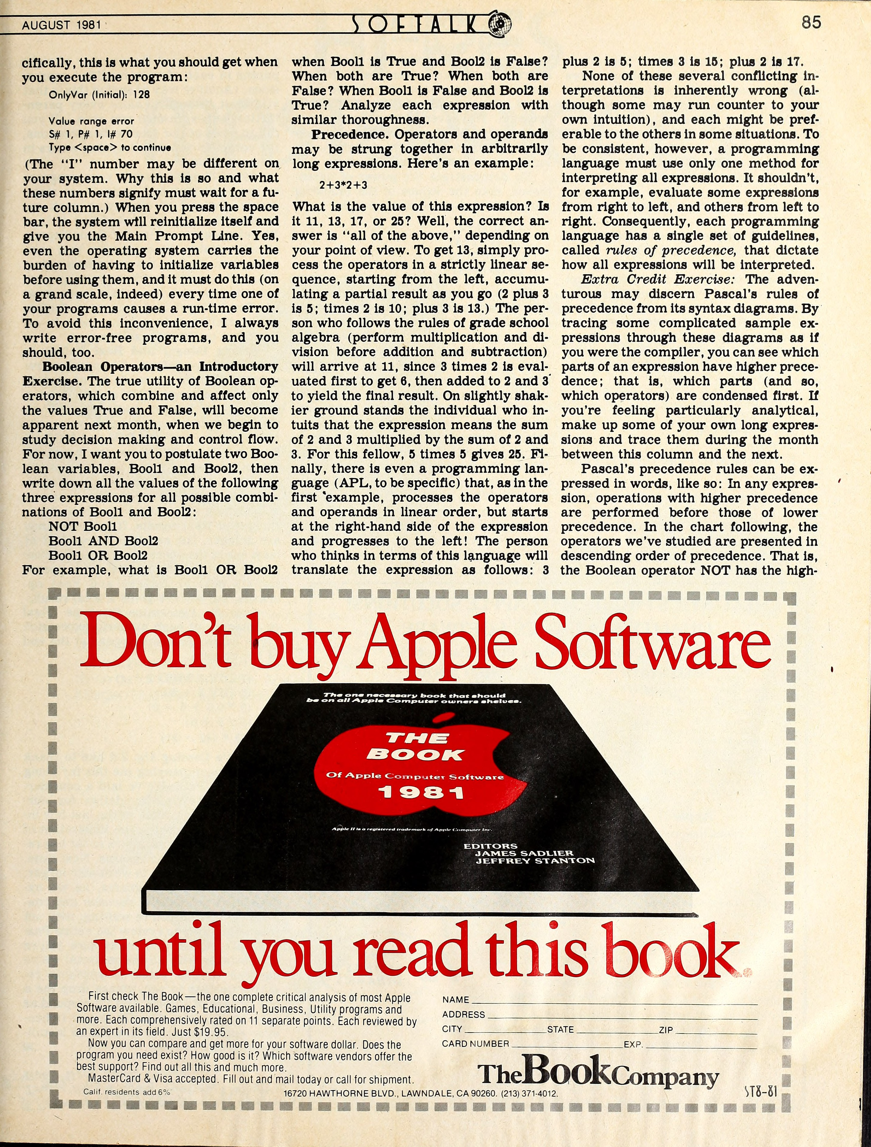 AUGUST 1981
SOFTALK
85
cifically, this is what you should get when
you execute the program:
OnlyVar (Initial): 128
Value range error
S# 1, P# 1, I# 70
Type <space> to continue
(The "I" number may be different on
your system. Why this is so and what
these numbers signify must wait for a fu-
ture column.) When you press the space
bar, the system will reinitialize itself and
give you the Main Prompt Line. Yes,
even the operating system carries the
burden of having to initialize variables
before using them, and it must do this (on
a grand scale, indeed) every time one of
your programs causes a run-time error.
To avoid this inconvenience, I always
write error-free programs, and you
should, too.
Boolean Operators—an Introductory
Exercise. The true utility of Boolean op-
erators, which combine and affect only
the values True and False, will become
apparent next month, when we begin to
study decision making and control flow.
For now, I want you to postulate two Boo-
lean variables, Bool1 and Bool2, then
write down all the values of the following
three expressions for all possible combi-
nations of Bool1 and Bool2:
NOT Bool1
Bool1 AND Bool2
Bool1 OR Bool2
For example, what is Bool1 OR Bool2
when Bool1 is True and Bool2 is False?
When both are True? When both are
False? When Bool1 is False and Bool2 is
True? Analyze each expression with
similar thoroughness.
Precedence. Operators and operands
may be strung together in arbitrarily
long expressions. Here's an example:
2+3*2+3
What is the value of this expression? Is
it 11, 13, 17, or 25? Well, the correct an-
swer is "all of the above," depending on
your point of view. To get 13, simply pro-
cess the operators in a strictly linear se-
quence, starting from the left, accumu-
lating a partial result as you go (2 plus 3
is 5; times 2 is 10; plus 3 is 13.) The per-
son who follows the rules of grade school
algebra (perform multiplication and di-
vision before addition and subtraction)
will arrive at 11, since 3 times 2 is eval-
uated first to get 6, then added to 2 and 3
to yield the final result. On slightly shak-
ier ground stands the individual who in-
tuits that the expression means the sum
of 2 and 3 multiplied by the sum of 2 and
3. For this fellow, 5 times 5 gives 25. Fi-
nally, there is even a programming lan-
guage (APL, to be specific) that, as in the
first example, processes the operators
and operands in linear order, but starts
at the right-hand side of the expression
and progresses to the left! The person
who thinks in terms of this language will
translate the expression as follows: 3
plus 2 is 5; times 3 is 15; plus 2 is 17.
None of these several conflicting in-
terpretations is inherently wrong (al-
though some may run counter to your
own intuition), and each might be pref-
erable to the others in some situations. To
be consistent, however, a programming
language must use only one method for
interpreting all expressions. It shouldn't,
for example, evaluate some expressions
from right to left, and others from left to
right. Consequently, each programming
language has a single set of guidelines,
called rules of precedence, that dictate
how all expressions will be interpreted.
Extra Credit Exercise: The adven-
turous may discern Pascal's rules of
precedence from its syntax diagrams. By
tracing some complicated sample ex-
pressions through these diagrams as if
you were the compiler, you can see which
parts of an expression have higher prece-
dence; that is, which parts (and so,
which operators) are condensed first. If
you're feeling particularly analytical,
make up some of your own long expres-
sions and trace them during the month
between this column and the next.
Pascal's precedence rules can be ex-
pressed in words, like so: In any expres-
sion, operations with higher precedence
are performed before those of lower
precedence. In the chart following, the
operators we've studied are presented in
descending order of precedence. That is,
the Boolean operator NOT has the high-
Don't buy Apple Software
The one necessary book that should
be on all Apple Computer owners shelves.
THE
BOOK
Of Apple Computer Software
1981
Apple II is a registered trademark of Apple Computer Inc.
EDITORS
JAMES SADLIER
JEFFREY STANTON
until you read this book.
First check The Book—the one complete critical analysis of most Apple
Software available. Games, Educational, Business, Utility programs and
more. Each comprehensively rated on 11 separate points. Each reviewed by
an expert in its field. Just $19.95.
Now you can compare and get more for your software dollar. Does the
program you need exist? How good is it? Which software vendors offer the
best support? Find out all this and much more.
MasterCard & Visa accepted. Fill out and mail today or call for shipment.
Calif. residents add 6%
NAME
ADDRESS
CITY STATE ZIP
CARD NUMBER EXP.
The Book Company
16720 HAWTHORNE BLVD., LAWNDALE, CA 90260. (213) 371-4012.
ST8-81